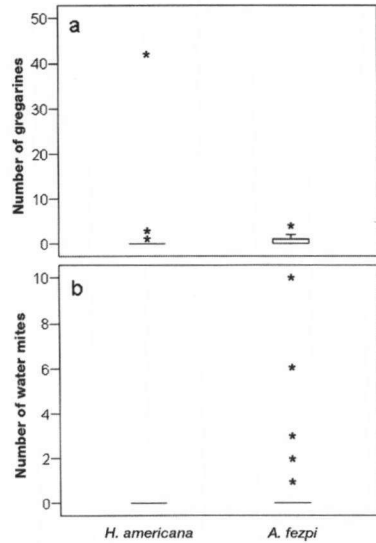 a
Number of gregarines
50
40
30
20
10
0
b
Number of water mites
10
8
6
4
2
0
H. americana A. fezpi